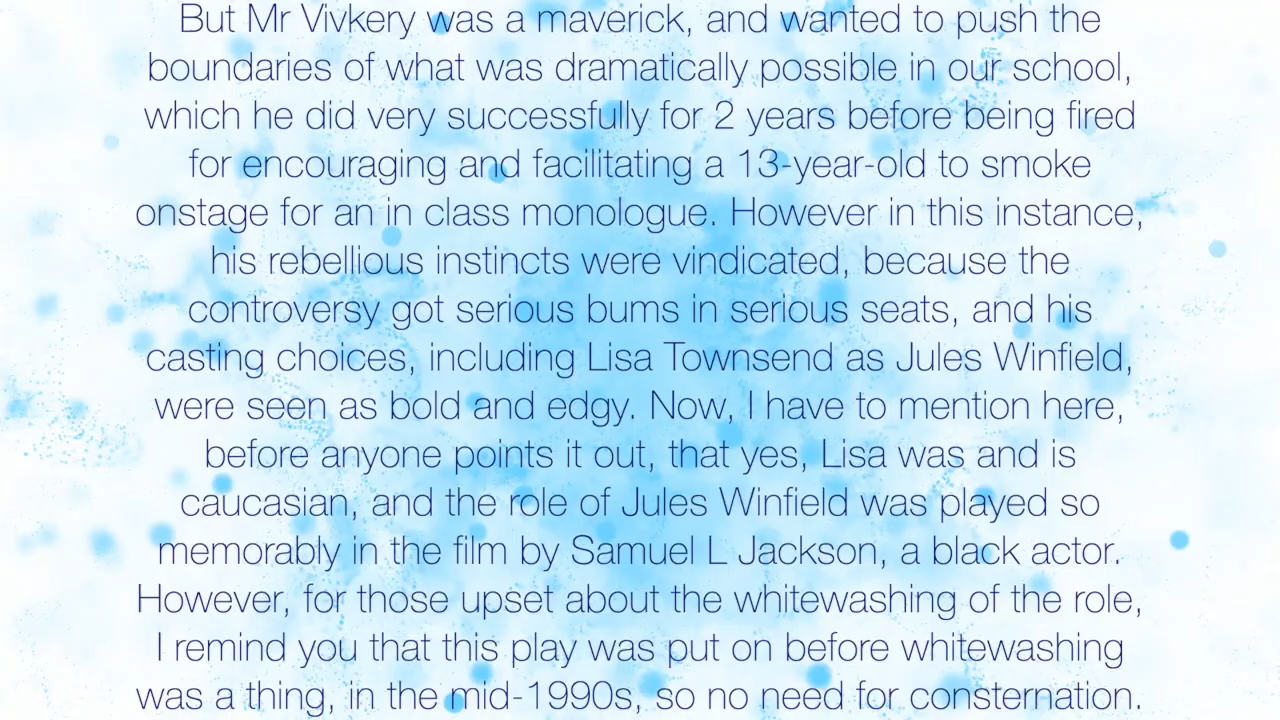 But Mr Vivkery was a maverick, and wanted to push the
boundaries of what was dramatically possible in our school,
which he did very successfully for 2 years before being fired
for encouraging and facilitating a 13-year-old to smoke
onstage for an in class monologue. However in this instance,
his rebellious instincts were vindicated, because the
controversy got serious bums in serious seats, and his
casting choices, including Lisa Townsend as Jules Winfield,
were seen as bold and edgy. Now, I have to mention here,
before anyone points it out, that yes, Lisa was and is
caucasian, and the role of Jules Winfield was played so
memorably in the film by Samuel L Jackson, a black actor.
However, for those upset about the whitewashing of the role,
I remind you that this play was put on before whitewashing
was a thing, in the mid-1990s, so no need for consternation.